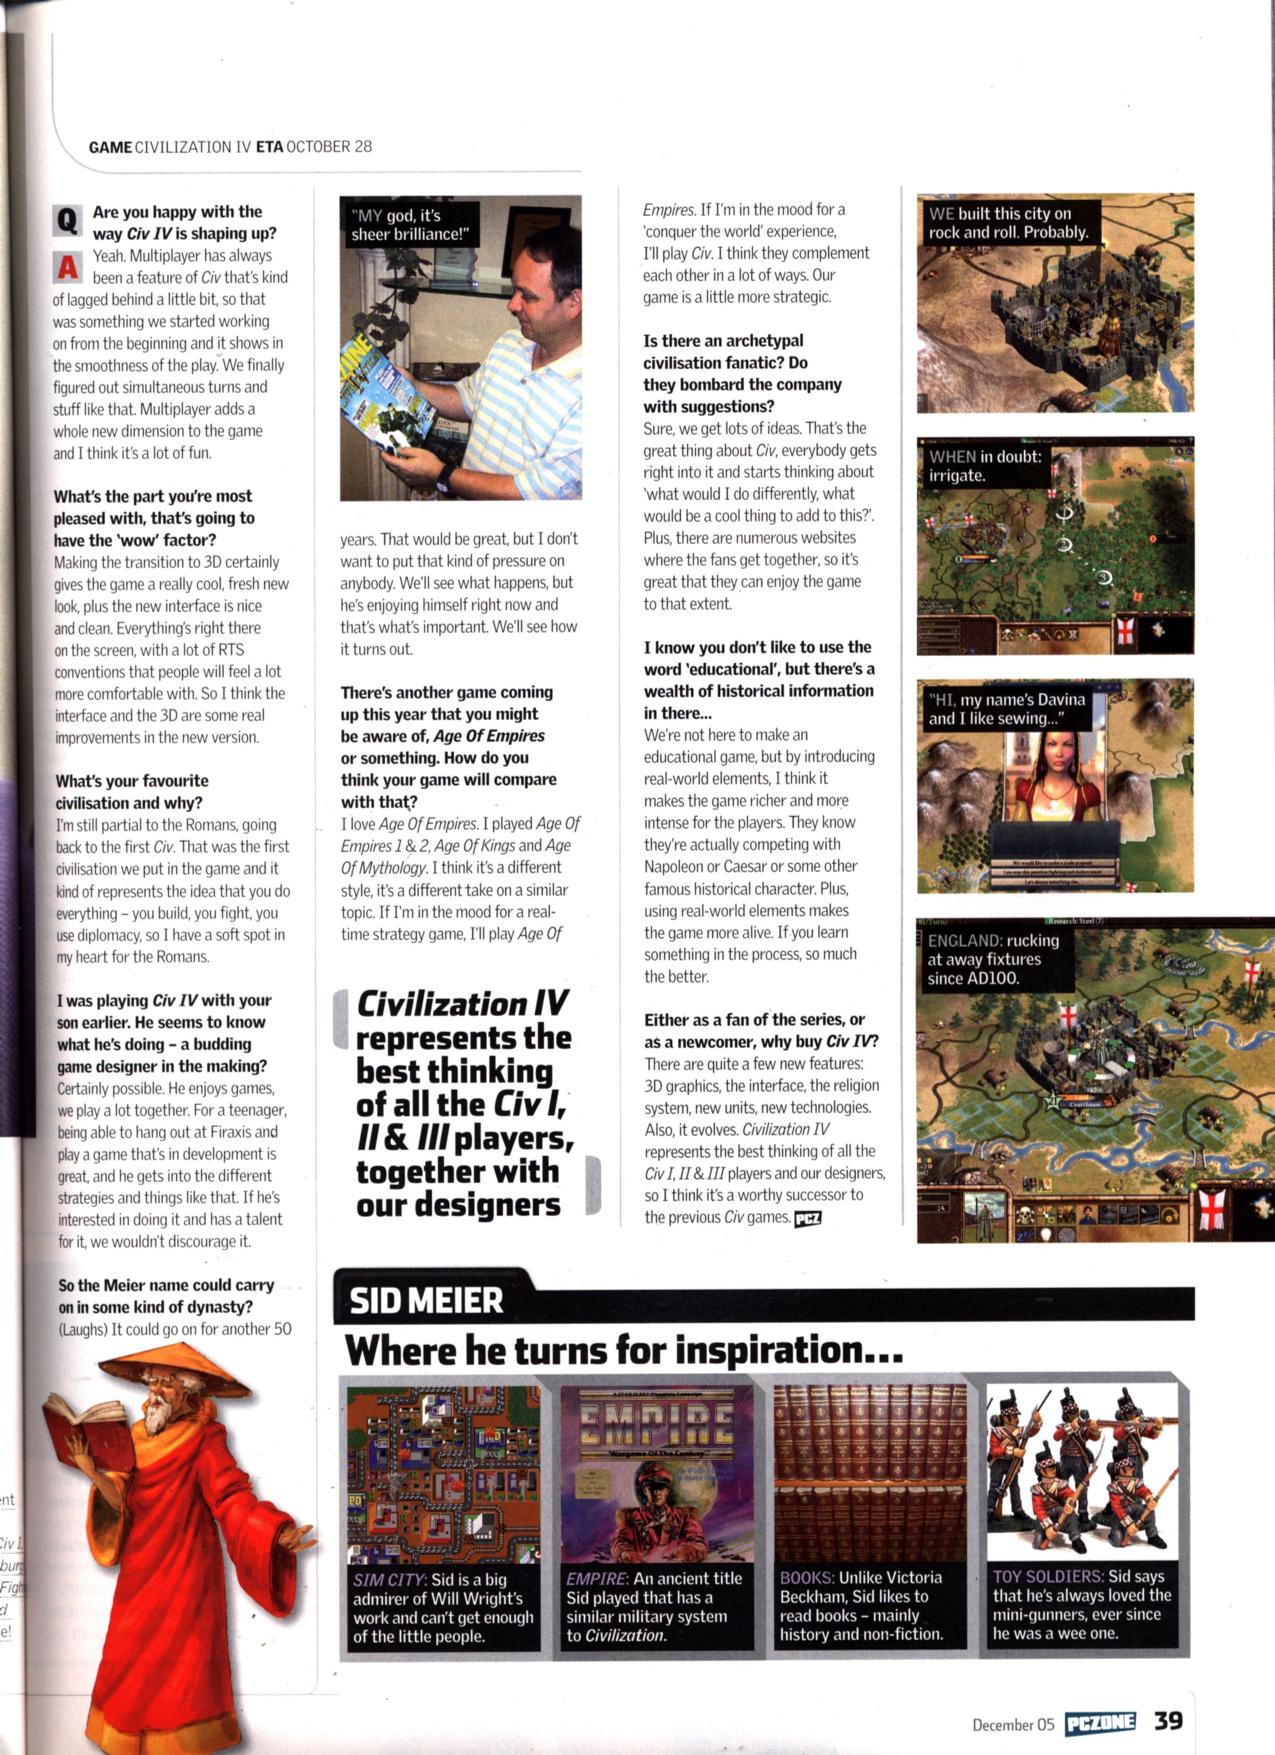 GAME CIVILIZATION IV ETA OCTOBER 28
Q Are you happy with the
way Civ IV is shaping up?
A Yeah. Multiplayer has always
been a feature of Civ that's kind
of lagged behind a little bit, so that
was something we started working
on from the beginning and it shows in
the smoothness of the play. We finally
figured out simultaneous turns and
stuff like that. Multiplayer adds a
whole new dimension to the game
and I think it's a lot of fun.
What's the part you're most
pleased with, that's going to
have the 'wow' factor?
Making the transition to 3D certainly
gives the game a really cool, fresh new
look, plus the new interface is nice
and clean. Everything's right there
on the screen, with a lot of RTS
conventions that people will feel a lot
more comfortable with. So I think the
interface and the 3D are some real
improvements in the new version.
What's your favourite
civilisation and why?
I'm still partial to the Romans, going
back to the first Civ. That was the first
civilisation we put in the game and it
kind of represents the idea that you do
everything – you build, you fight, you
use diplomacy, so I have a soft spot in
my heart for the Romans.
I was playing Civ IV with your
son earlier. He seems to know
what he's doing – a budding
game designer in the making?
Certainly possible. He enjoys games,
we play a lot together. For a teenager,
being able to hang out at Firaxis and
play a game that's in development is
great, and he gets into the different
strategies and things like that. If he's
interested in doing it and has a talent
for it, we wouldn't discourage it.
So the Meier name could carry
on in some kind of dynasty?
(Laughs) It could go on for another 50
"MY god, it's
sheer brilliance!"
years. That would be great, but I don't
want to put that kind of pressure on
anybody. We'll see what happens, but
he's enjoying himself right now and
that's what's important. We'll see how
it turns out.
There's another game coming
up this year that you might
be aware of, Age Of Empires
or something. How do you
think your game will compare
with that?
I love Age Of Empires. I played Age Of
Empires 1 & 2, Age Of Kings and Age
Of Mythology. I think it's a different
style, it's a different take on a similar
topic. If I'm in the mood for a real-
time strategy game, I'll play Age Of
Civilization IV
represents the
best thinking
of all the Civ I,
II & III players,
together with
our designers
Empires. If I'm in the mood for a
'conquer the world' experience,
I'll play Civ. I think they complement
each other in a lot of ways. Our
game is a little more strategic.
Is there an archetypal
civilisation fanatic? Do
they bombard the company
with suggestions?
Sure, we get lots of ideas. That's the
great thing about Civ, everybody gets
right into it and starts thinking about
'what would I do differently, what
would be a cool thing to add to this?'.
Plus, there are numerous websites
where the fans get together, so it's
great that they can enjoy the game
to that extent.
I know you don't like to use the
word 'educational', but there's a
wealth of historical information
in there...
We're not here to make an
educational game, but by introducing
real-world elements, I think it
makes the game richer and more
intense for the players. They know
they're actually competing with
Napoleon or Caesar or some other
famous historical character. Plus,
using real-world elements makes
the game more alive. If you learn
something in the process, so much
the better.
Either as a fan of the series, or
as a newcomer, why buy Civ IV?
There are quite a few new features:
3D graphics, the interface, the religion
system, new units, new technologies.
Also, it evolves. Civilization IV
represents the best thinking of all the
Civ I, II & III players and our designers,
so I think it's a worthy successor to
the previous Civ games. PCZ
WE built this city on
rock and roll. Probably.
WHEN in doubt:
irrigate.
"HI, my name's Davina
and I like sewing..."
Research: Steel (7)
ENGLAND: rucking
at away fixtures
since AD100.
Courthouse
SID MEIER
Where he turns for inspiration...
EMPIRE
"Wargame Of The Century"
SIM CITY: Sid is a big
admirer of Will Wright's
work and can't get enough
of the little people.
EMPIRE: An ancient title
Sid played that has a
similar military system
to Civilization.
BOOKS: Unlike Victoria
Beckham, Sid likes to
read books – mainly
history and non-fiction.
TOY SOLDIERS: Sid says
that he's always loved the
mini-gunners, ever since
he was a wee one.
December 05 PCZONE 39